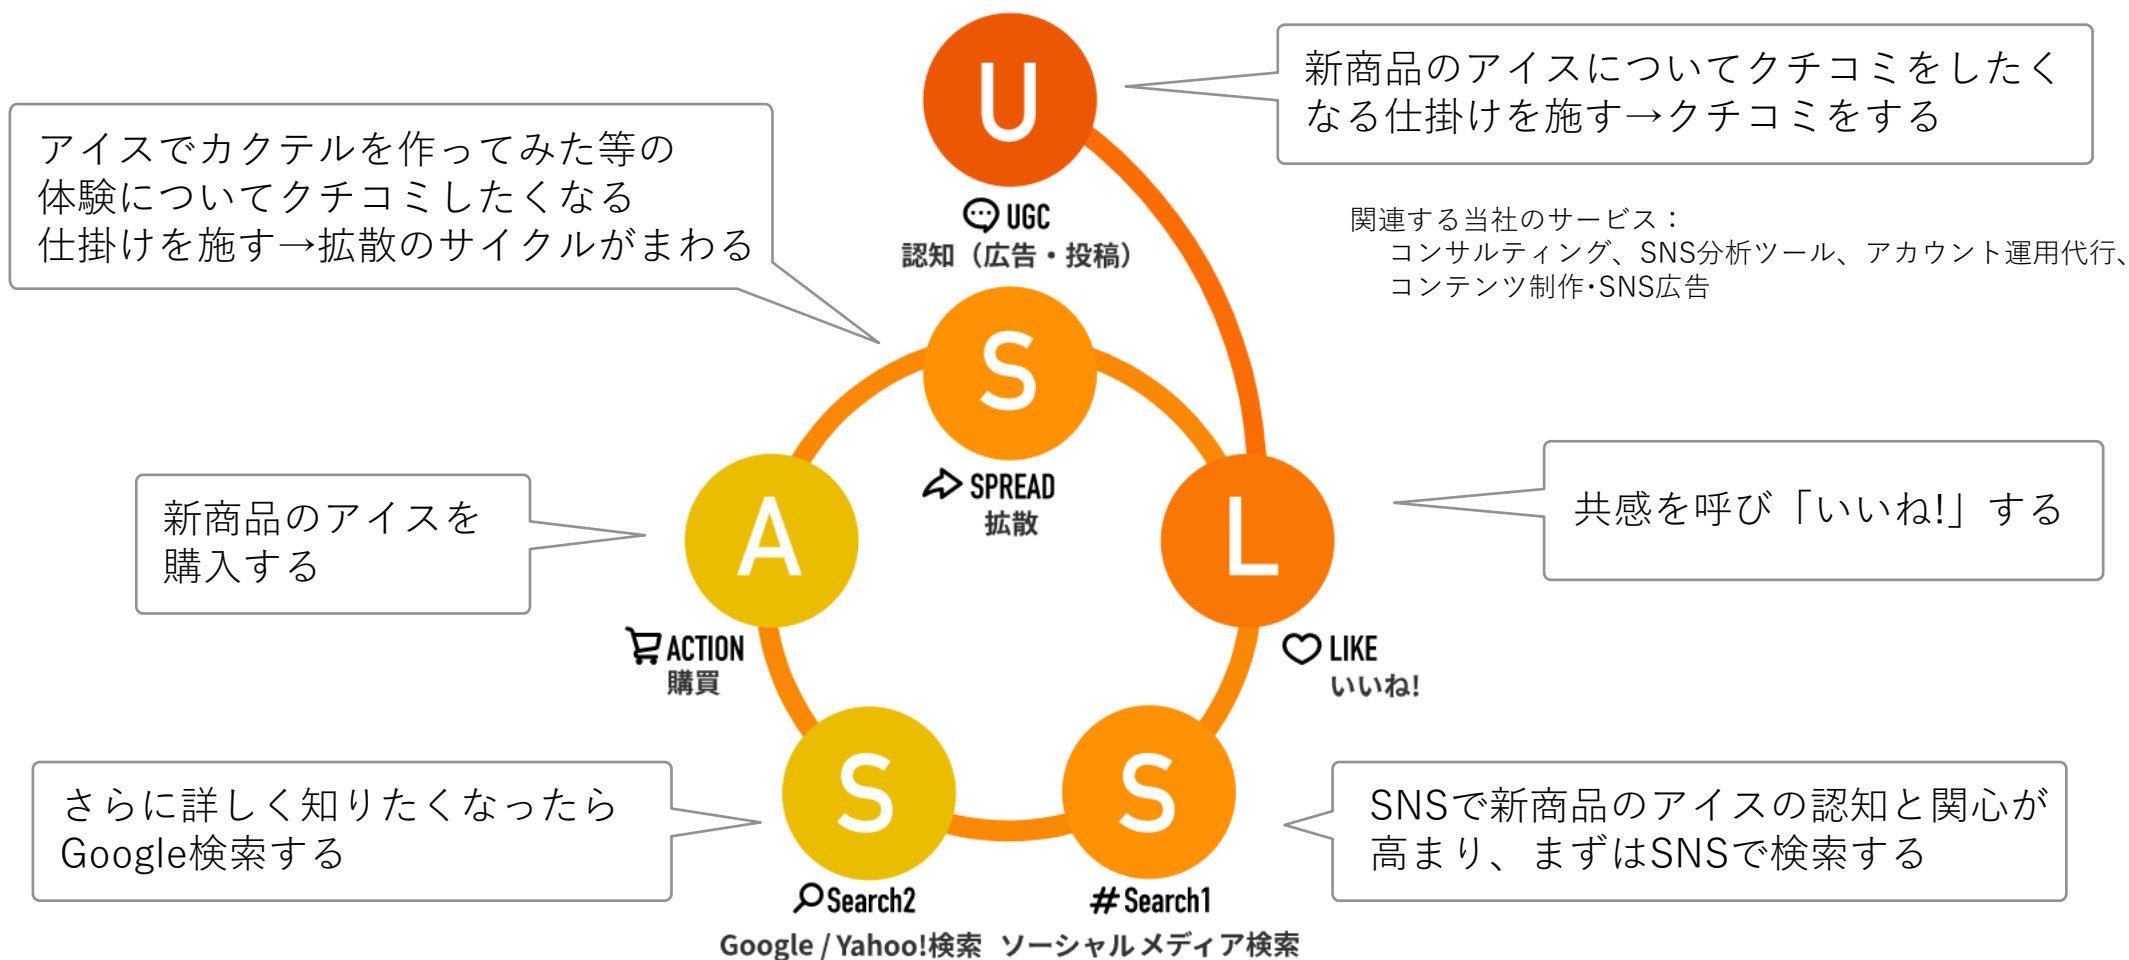 U
新商品のアイスについてクチコミをしたく
なる仕掛けを施す→クチコミをする
アイスでカクテルを作ってみた等の
体験についてクチコミしたくなる
仕掛けを施す→拡散のサイクルがまわる
UGC
認知（広告・投稿）
関連する当社のサービス：
コンサルティング、SNS分析ツール、アカウント運用代行、
コンテンツ制作･SNS広告
S
SPREAD
拡散
新商品のアイスを
購入する
A
ACTION
購買
L
共感を呼び「いいね!」する
LIKE
いいね!
さらに詳しく知りたくなったら
Google検索する
S
Search2
Google / Yahoo!検索
S
# Search1
ソーシャルメディア検索
SNSで新商品のアイスの認知と関心が
高まり、まずはSNSで検索する